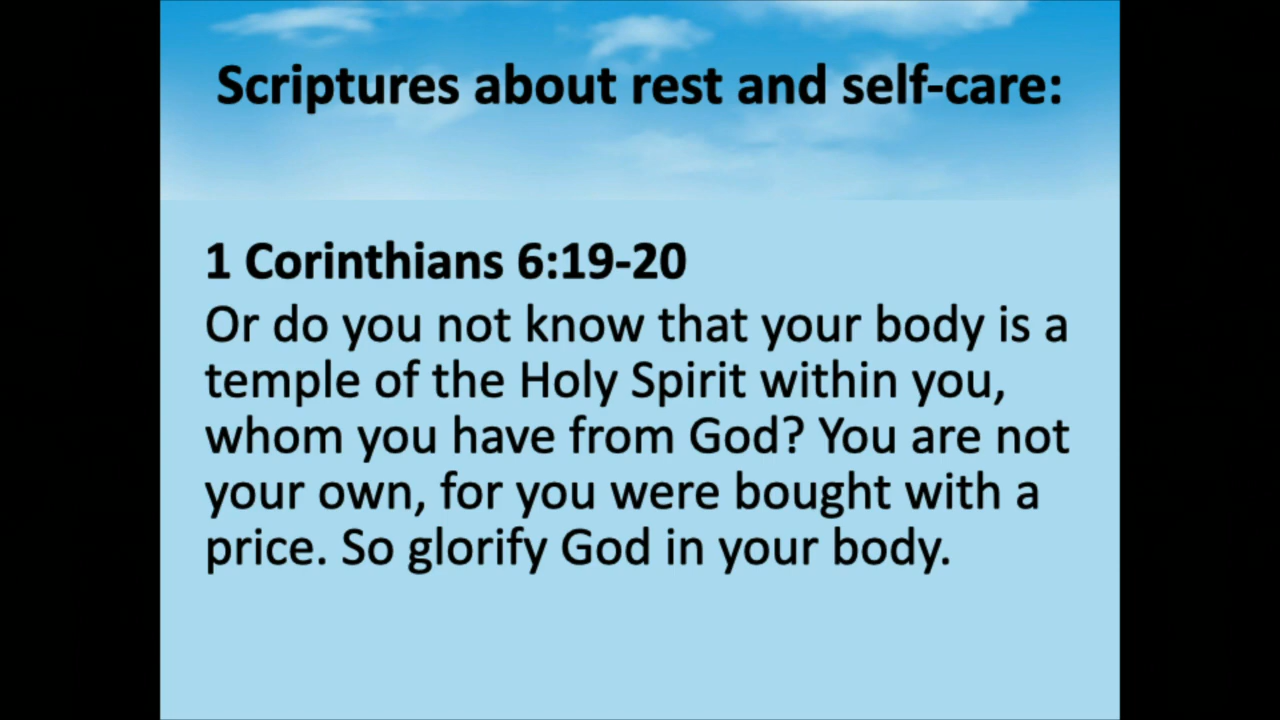 Scriptures about rest and self-care:
1 Corinthians 6:19-20
Or do you not know that your body is a
temple of the Holy Spirit within you,
whom you have from God? You are not
your own, for you were bought with a
price. So glorify God in your body.